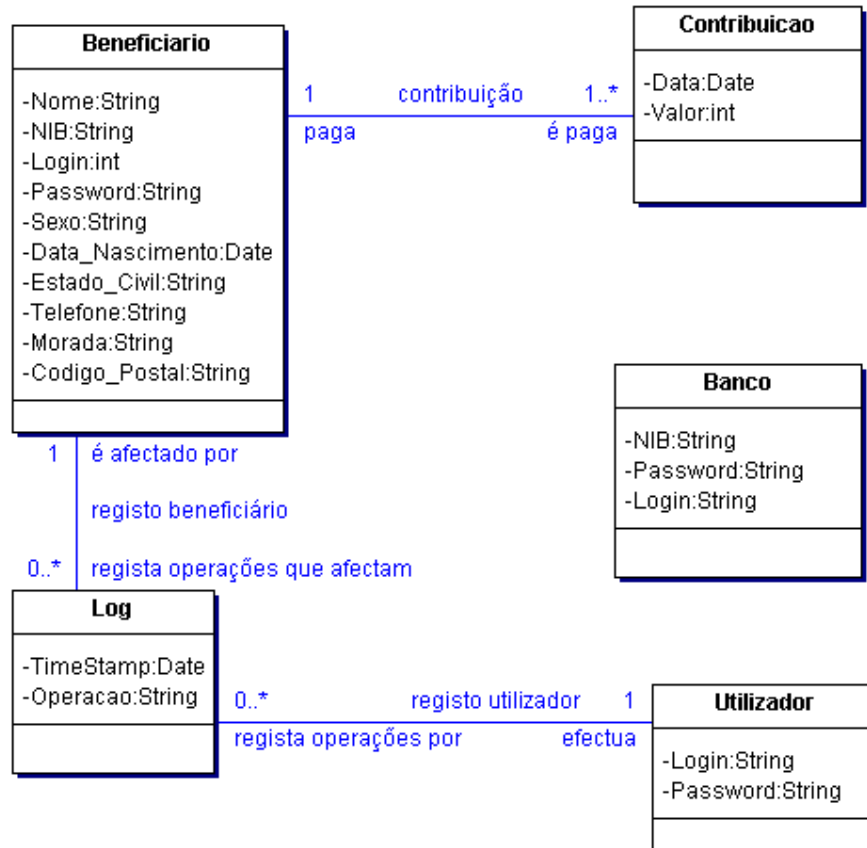 Beneficiario
-Nome:String
-NIB:String
-Login:int
-Password:String
-Sexo:String
-Data_Nascimento:Date
-Estado_Civil:String
-Telefone:String
-Morada:String
-Codigo_Postal:String
1 contribuição 1..*
paga é paga
Contribuicao
-Data:Date
-Valor:int
Banco
-NIB:String
-Password:String
-Login:String
1 é afectado por
registo beneficiário
0..* regista operações que afectam
Log
-TimeStamp:Date
-Operacao:String
0..* registo utilizador 1
regista operações por efectua
Utilizador
-Login:String
-Password:String